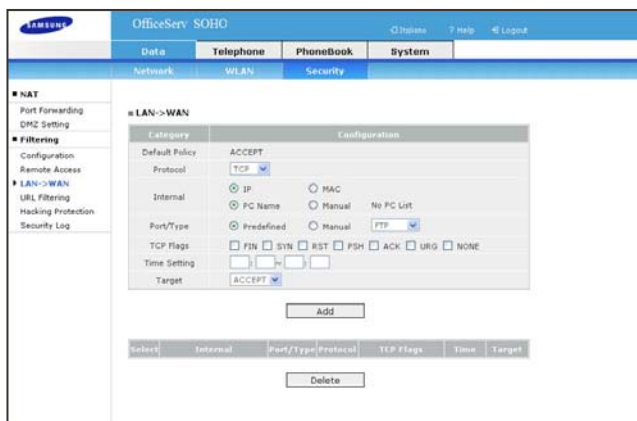 SAMSUNG
OfficeServ SOHO
Italiano ? Help Logout
Data Telephone PhoneBook System
Network WLAN Security
NAT
Port Forwarding
DMZ Setting
Filtering
Configuration
Remote Access
LAN->WAN
URL Filtering
Hacking Protection
Security Log
LAN->WAN
Category Configuration
Default Policy ACCEPT
Protocol TCP
Internal IP MAC
PC Name Manual No PC List
Port/Type Predefined Manual FTP
TCP Flags FIN SYN RST PSH ACK URG NONE
Time Setting : ~ :
Target ACCEPT
Add
Select Internal Port/Type Protocol TCP Flags Time Target
Delete